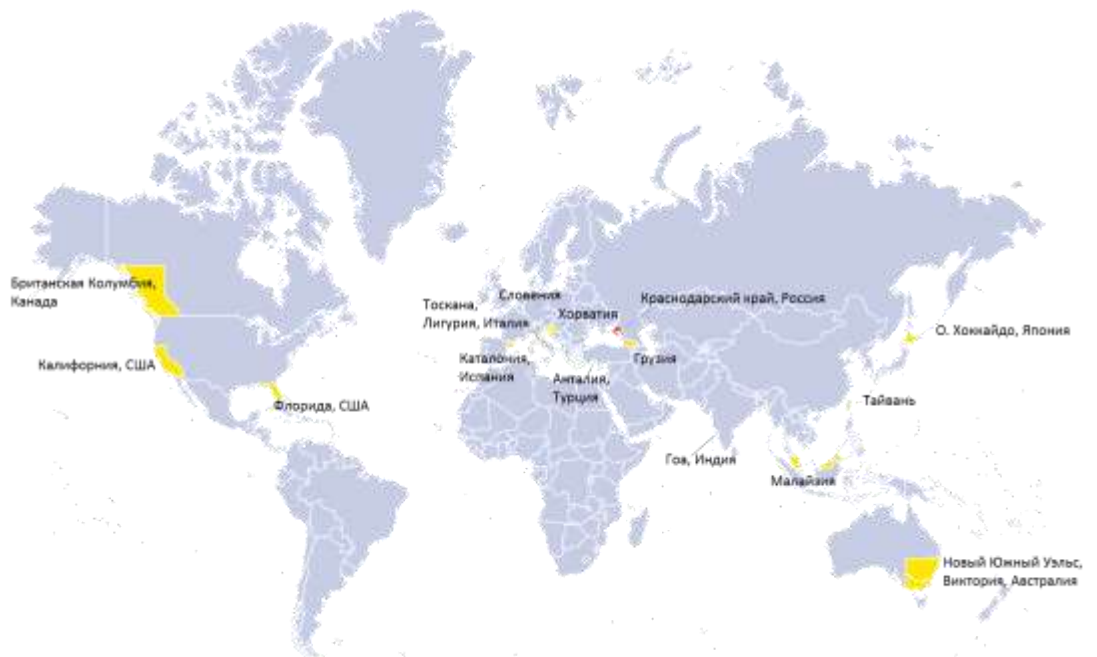 Британская Колумбия,
Канада
Калифорния, США
Флорида, США
Тоскана,
Лигурия, Италия
Словения
Хорватия
Краснодарский край, Россия
Каталония,
Испания
Анталия,
Турция
Грузия
О. Хоккайдо, Япония
Тайвань
Гоа, Индия
Малайзия
Новый Южный Уэльс,
Виктория, Австралия